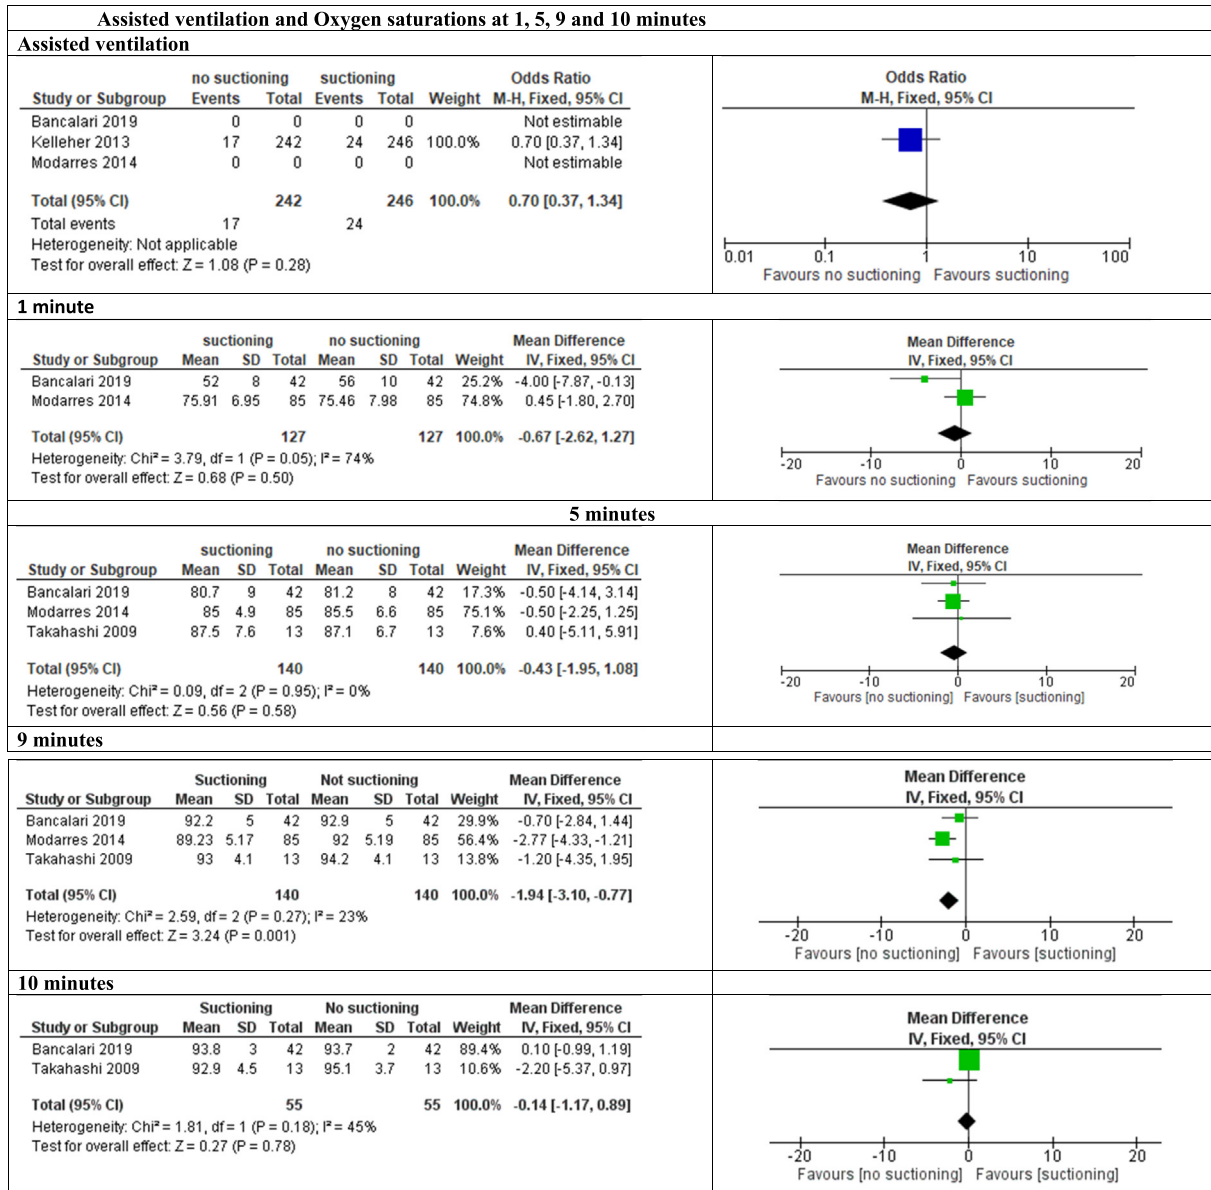 Assisted ventilation and Oxygen saturations at 1, 5, 9 and 10 minutes
Assisted ventilation
no suctioning suctioning Odds Ratio
Study or Subgroup Events Total Events Total Weight M-H, Fixed, 95% CI
Bancalari 2019 0 0 0 0 Not estimable
Kelleher 2013 17 242 24 246 100.0% 0.70 [0.37, 1.34]
Modarres 2014 0 0 0 0 Not estimable
Total (95% CI) 242 246 100.0% 0.70 [0.37, 1.34]
Total events 17 24
Heterogeneity: Not applicable
Test for overall effect: Z = 1.08 (P = 0.28)
Odds Ratio
M-H, Fixed, 95% CI
0.01 0.1 1 10 100
Favours no suctioning Favours suctioning
1 minute
suctioning no suctioning Mean Difference
Study or Subgroup Mean SD Total Mean SD Total Weight IV, Fixed, 95% CI
Bancalari 2019 52 8 42 56 10 42 25.2% -4.00 [-7.87, -0.13]
Modarres 2014 75.91 6.95 85 75.46 7.98 85 74.8% 0.45 [-1.80, 2.70]
Total (95% CI) 127 127 100.0% -0.67 [-2.62, 1.27]
Heterogeneity: Chi² = 3.79, df = 1 (P = 0.05); I² = 74%
Test for overall effect: Z = 0.68 (P = 0.50)
Mean Difference
IV, Fixed, 95% CI
-20 -10 0 10 20
Favours no suctioning Favours suctioning
5 minutes
suctioning no suctioning Mean Difference
Study or Subgroup Mean SD Total Mean SD Total Weight IV, Fixed, 95% CI
Bancalari 2019 80.7 9 42 81.2 8 42 17.3% -0.50 [-4.14, 3.14]
Modarres 2014 85 4.9 85 85.5 6.6 85 75.1% -0.50 [-2.25, 1.25]
Takahashi 2009 87.5 7.6 13 87.1 6.7 13 7.6% 0.40 [-5.11, 5.91]
Total (95% CI) 140 140 100.0% -0.43 [-1.95, 1.08]
Heterogeneity: Chi² = 0.09, df = 2 (P = 0.95); I² = 0%
Test for overall effect: Z = 0.56 (P = 0.58)
Mean Difference
IV, Fixed, 95% CI
-20 -10 0 10 20
Favours [no suctioning] Favours [suctioning]
9 minutes
Suctioning Not suctioning Mean Difference
Study or Subgroup Mean SD Total Mean SD Total Weight IV, Fixed, 95% CI
Bancalari 2019 92.2 5 42 92.9 5 42 29.9% -0.70 [-2.84, 1.44]
Modarres 2014 89.23 5.17 85 92 5.19 85 56.4% -2.77 [-4.33, -1.21]
Takahashi 2009 93 4.1 13 94.2 4.1 13 13.8% -1.20 [-4.35, 1.95]
Total (95% CI) 140 140 100.0% -1.94 [-3.10, -0.77]
Heterogeneity: Chi² = 2.59, df = 2 (P = 0.27); I² = 23%
Test for overall effect: Z = 3.24 (P = 0.001)
Mean Difference
IV, Fixed, 95% CI
-20 -10 0 10 20
Favours [no suctioning] Favours [suctioning]
10 minutes
Suctioning No suctioning Mean Difference
Study or Subgroup Mean SD Total Mean SD Total Weight IV, Fixed, 95% CI
Bancalari 2019 93.8 3 42 93.7 2 42 89.4% 0.10 [-0.99, 1.19]
Takahashi 2009 92.9 4.5 13 95.1 3.7 13 10.6% -2.20 [-5.37, 0.97]
Total (95% CI) 55 55 100.0% -0.14 [-1.17, 0.89]
Heterogeneity: Chi² = 1.81, df = 1 (P = 0.18); I² = 45%
Test for overall effect: Z = 0.27 (P = 0.78)
Mean Difference
IV, Fixed, 95% CI
-20 -10 0 10 20
Favours [no suctioning] Favours [suctioning]